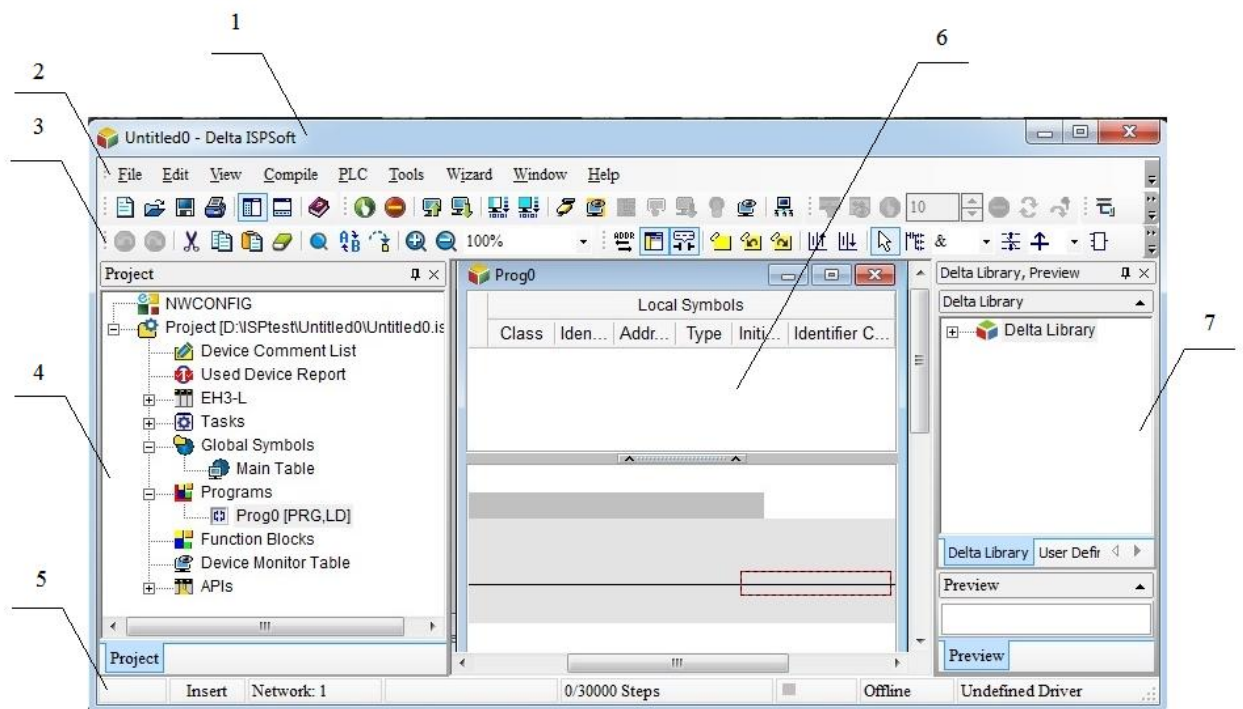 1
6
2
3
Untitled0 - Delta ISPSoft
File Edit View Compile PLC Tools Wizard Window Help
10
100%
ADDR
&
Project
NWCONFIG
Project [D:\ISPtest\Untitled0\Untitled0.is
Device Comment List
Used Device Report
EH3-L
Tasks
Global Symbols
Main Table
Programs
Prog0 [PRG,LD]
Function Blocks
Device Monitor Table
APIs
Project
4
5
Prog0
Local Symbols
Class Iden... Addr... Type Initi... Identifier C...
Delta Library, Preview
Delta Library
Delta Library
7
Delta Library User Defir
Preview
Preview
Insert Network: 1 0/30000 Steps Offline Undefined Driver